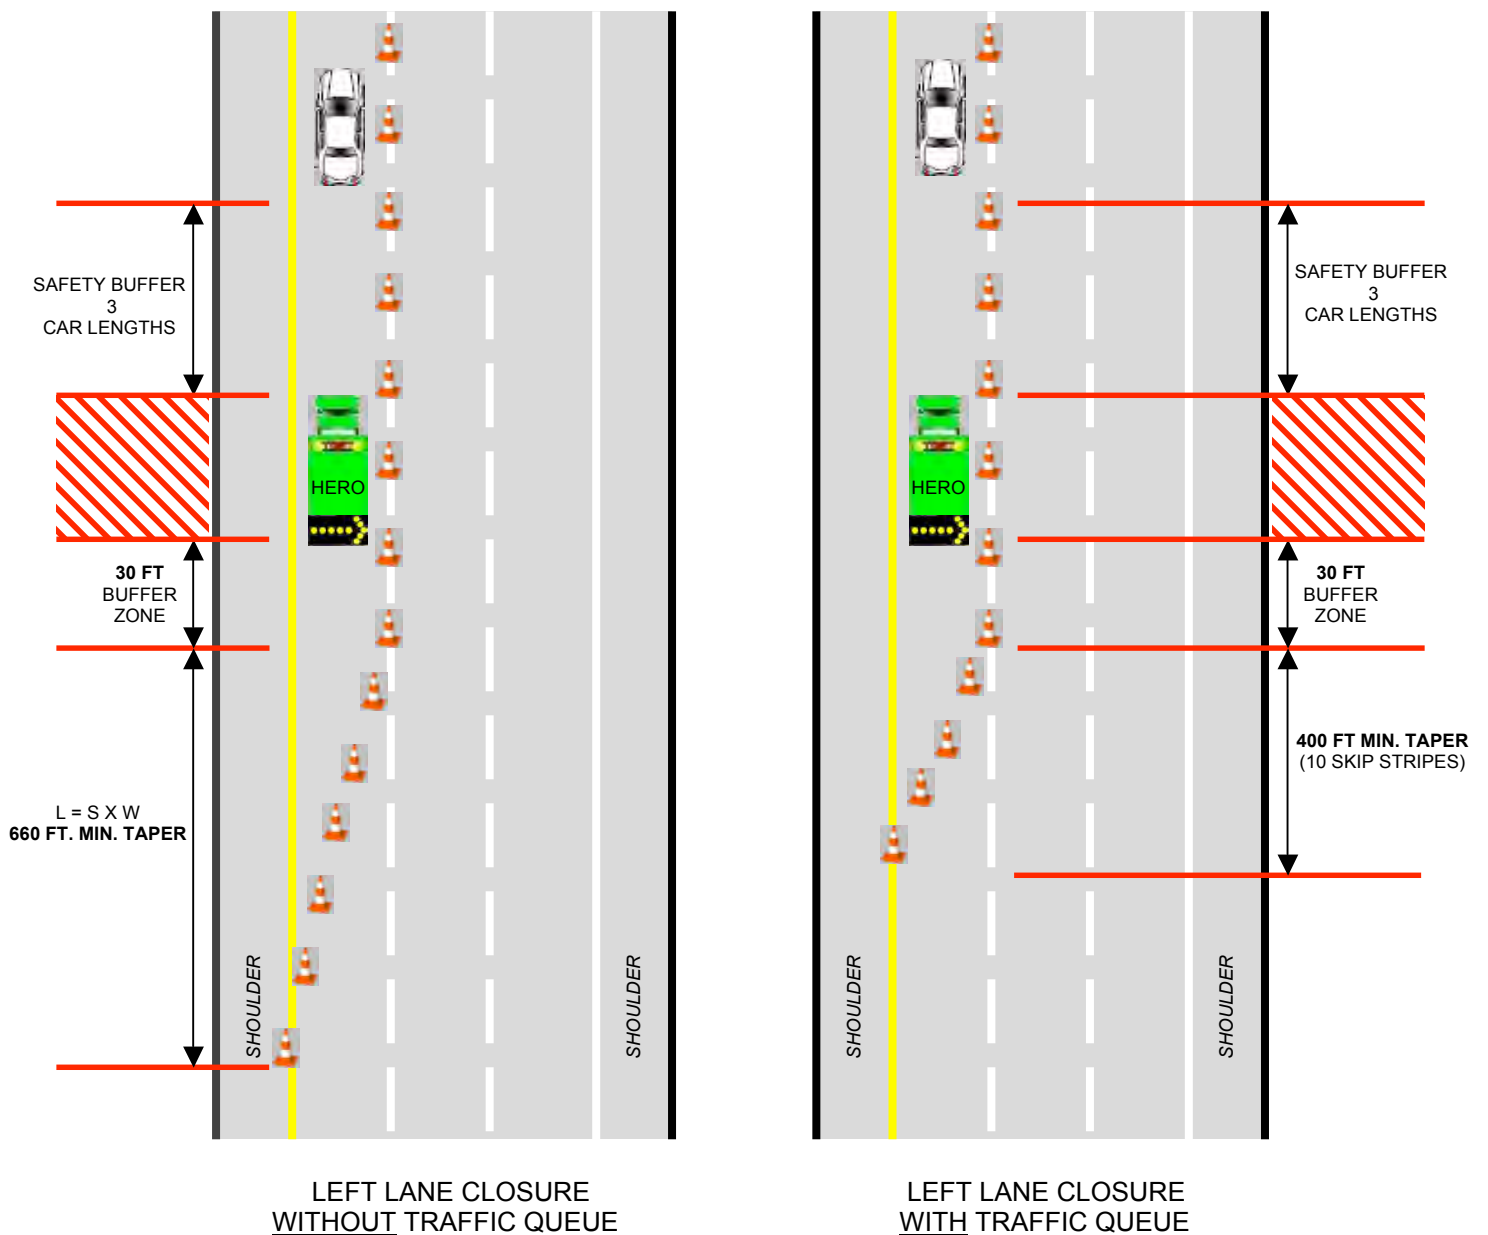 SAFETY BUFFER
3
CAR LENGTHS
HERO
30 FT
BUFFER
ZONE
L = S X W
660 FT. MIN. TAPER
SHOULDER
SHOULDER
LEFT LANE CLOSURE
WITHOUT TRAFFIC QUEUE
SAFETY BUFFER
3
CAR LENGTHS
HERO
30 FT
BUFFER
ZONE
400 FT MIN. TAPER
(10 SKIP STRIPES)
SHOULDER
SHOULDER
LEFT LANE CLOSURE
WITH TRAFFIC QUEUE